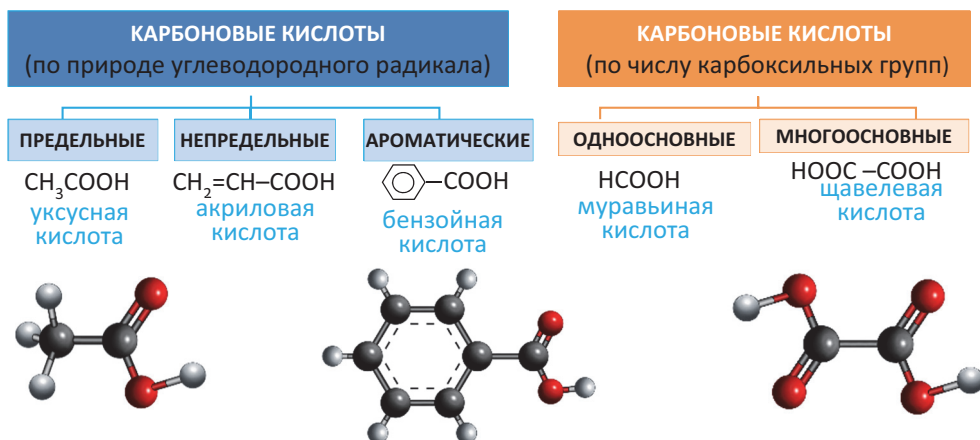 КАРБОНОВЫЕ КИСЛОТЫ
(по природе углеводородного радикала)
ПРЕДЕЛЬНЫЕ
НЕПРЕДЕЛЬНЫЕ
АРОМАТИЧЕСКИЕ
CH₃COOH
уксусная
кислота
CH₂=CH–COOH
акриловая
кислота
–COOH
бензойная
кислота
КАРБОНОВЫЕ КИСЛОТЫ
(по числу карбоксильных групп)
ОДНООСНОВНЫЕ
МНОГООСНОВНЫЕ
HCOOH
муравьиная
кислота
HOOC –COOH
щавелевая
кислота